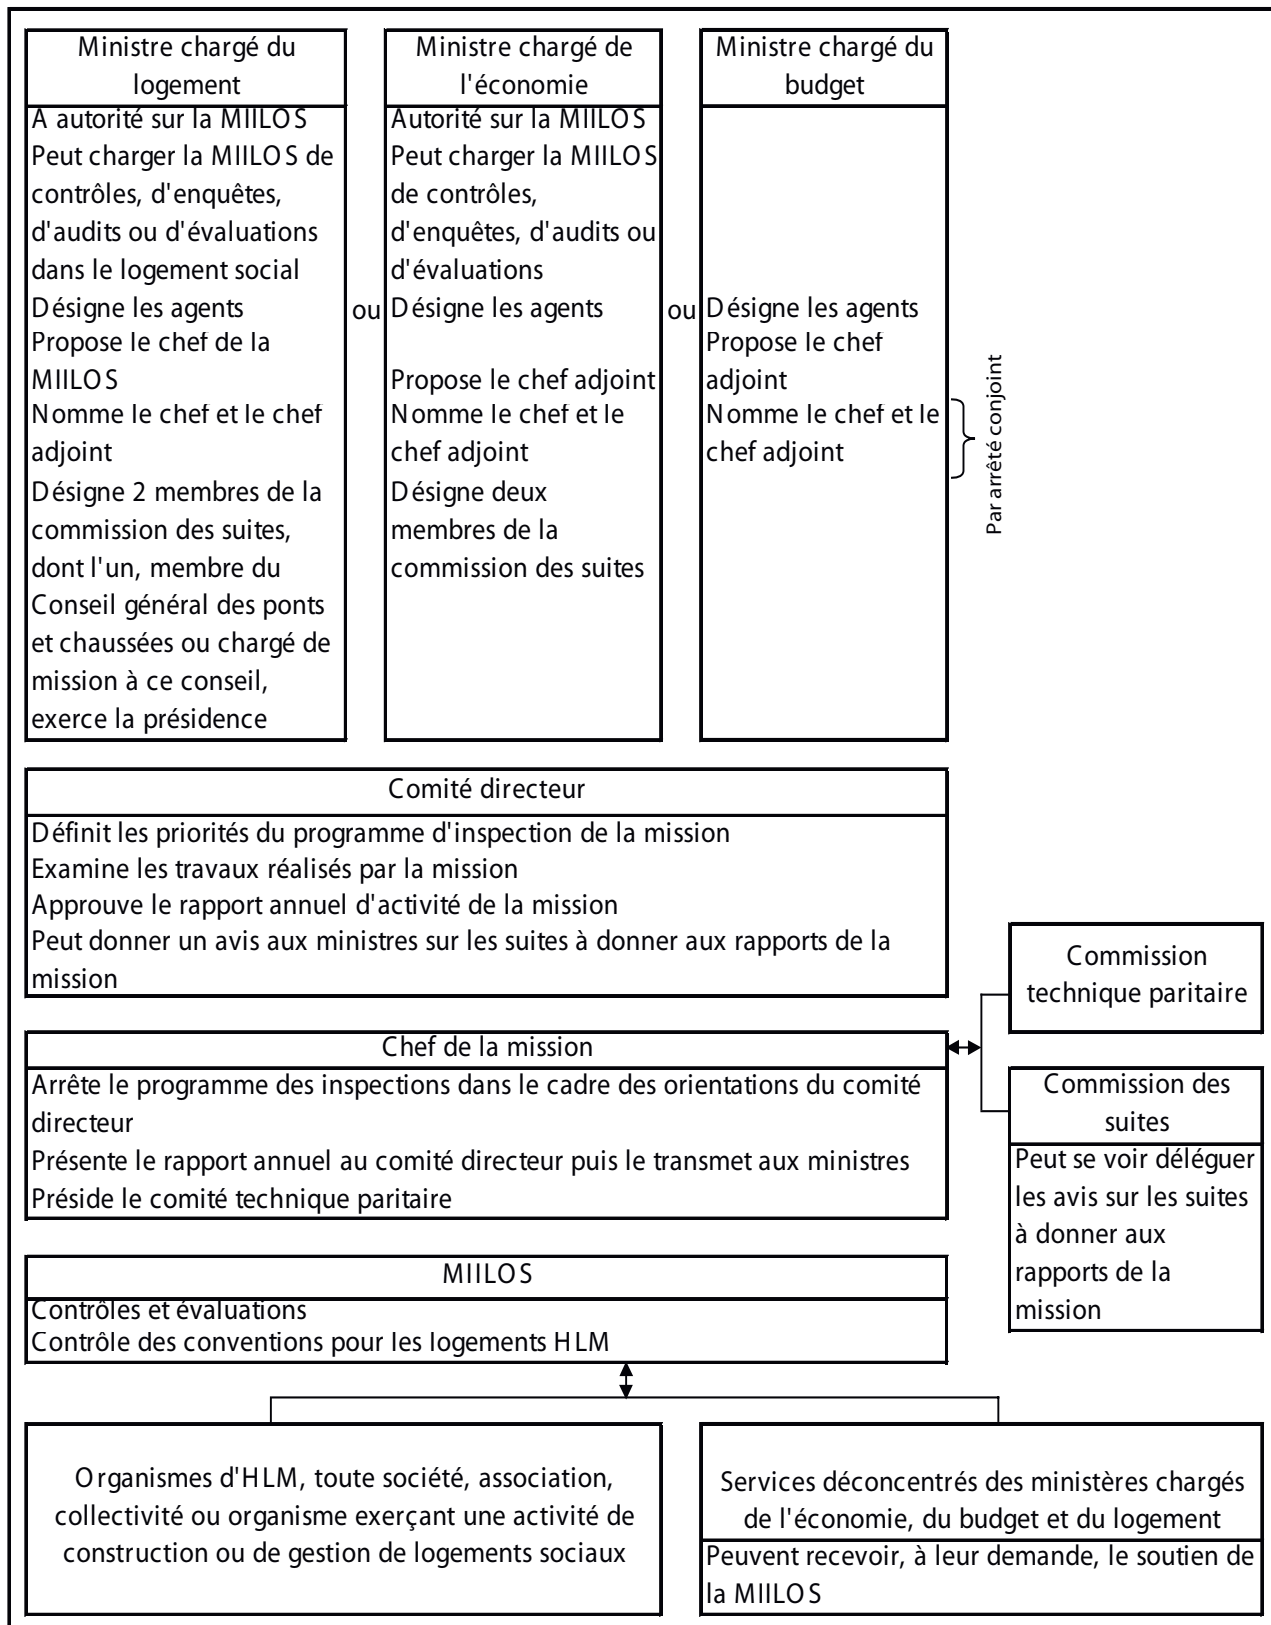 Ministre chargé du
logement
A autorité sur la MIILOS
Peut charger la MIILOS de
contrôles, d'enquêtes,
d'audits ou d'évaluations
dans le logement social
Désigne les agents
Propose le chef de la
MIILOS
Nomme le chef et le chef
adjoint
Désigne 2 membres de la
commission des suites,
dont l'un, membre du
Conseil général des ponts
et chaussées ou chargé de
mission à ce conseil,
exerce la présidence
ou
Ministre chargé de
l'économie
Autorité sur la MIILOS
Peut charger la MIILOS
de contrôles,
d'enquêtes, d'audits ou
d'évaluations
Désigne les agents
Propose le chef adjoint
Nomme le chef et le
chef adjoint
Désigne deux
membres de la
commission des suites
ou
Ministre chargé du
budget
Désigne les agents
Propose le chef
adjoint
Nomme le chef et le
chef adjoint
Par arrêté conjoint
Comité directeur
Définit les priorités du programme d'inspection de la mission
Examine les travaux réalisés par la mission
Approuve le rapport annuel d'activité de la mission
Peut donner un avis aux ministres sur les suites à donner aux rapports de la
mission
Commission
technique paritaire
Chef de la mission
Arrête le programme des inspections dans le cadre des orientations du comité
directeur
Présente le rapport annuel au comité directeur puis le transmet aux ministres
Préside le comité technique paritaire
Commission des
suites
Peut se voir déléguer
les avis sur les suites
à donner aux
rapports de la
mission
MIILOS
Contrôles et évaluations
Contrôle des conventions pour les logements HLM
Organismes d'HLM, toute société, association,
collectivité ou organisme exerçant une activité de
construction ou de gestion de logements sociaux
Services déconcentrés des ministères chargés
de l'économie, du budget et du logement
Peuvent recevoir, à leur demande, le soutien de
la MIILOS